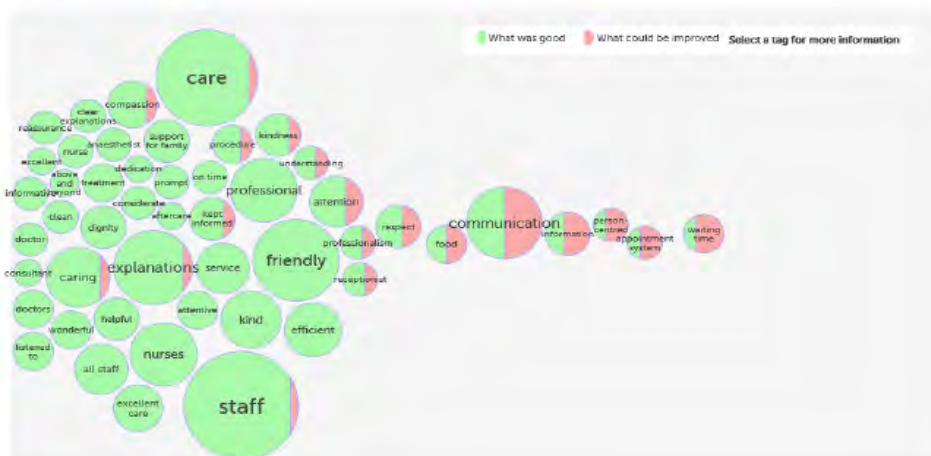 What was good
What could be improved
Select a tag for more information
care
compassion
clear
explanations
reassurance
anaesthetist
support
for family
procedure
kindness
nurse
excellent
above
and
beyond
informative
treatment
dedication
prompt
on time
professional
understanding
attention
considerate
aftercare
kept
informed
clean
dignity
doctor
respect
professionalism
communication
food
information
person-
centred
appointment
system
waiting
time
consultant
caring
explanations
service
friendly
receptionist
doctors
wonderful
helpful
attentive
kind
efficient
listened
to
all staff
nurses
excellent
care
staff